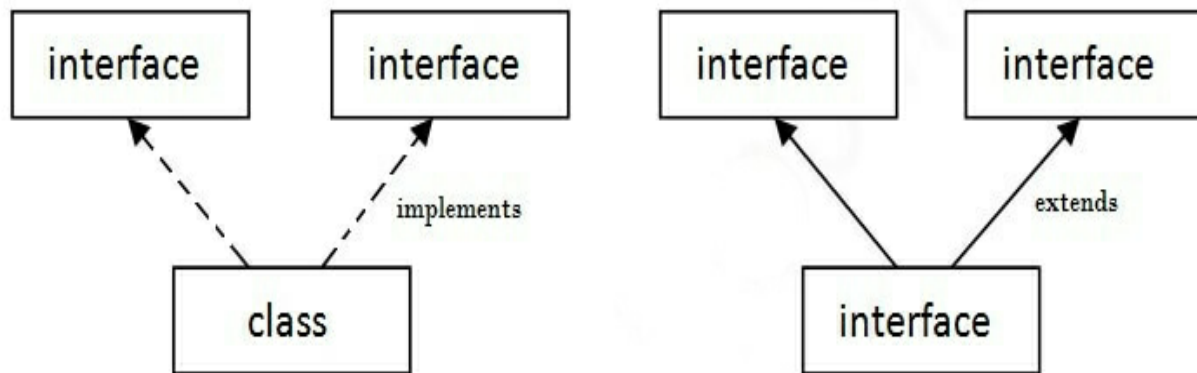 interface interface interface interface
implements extends
class interface